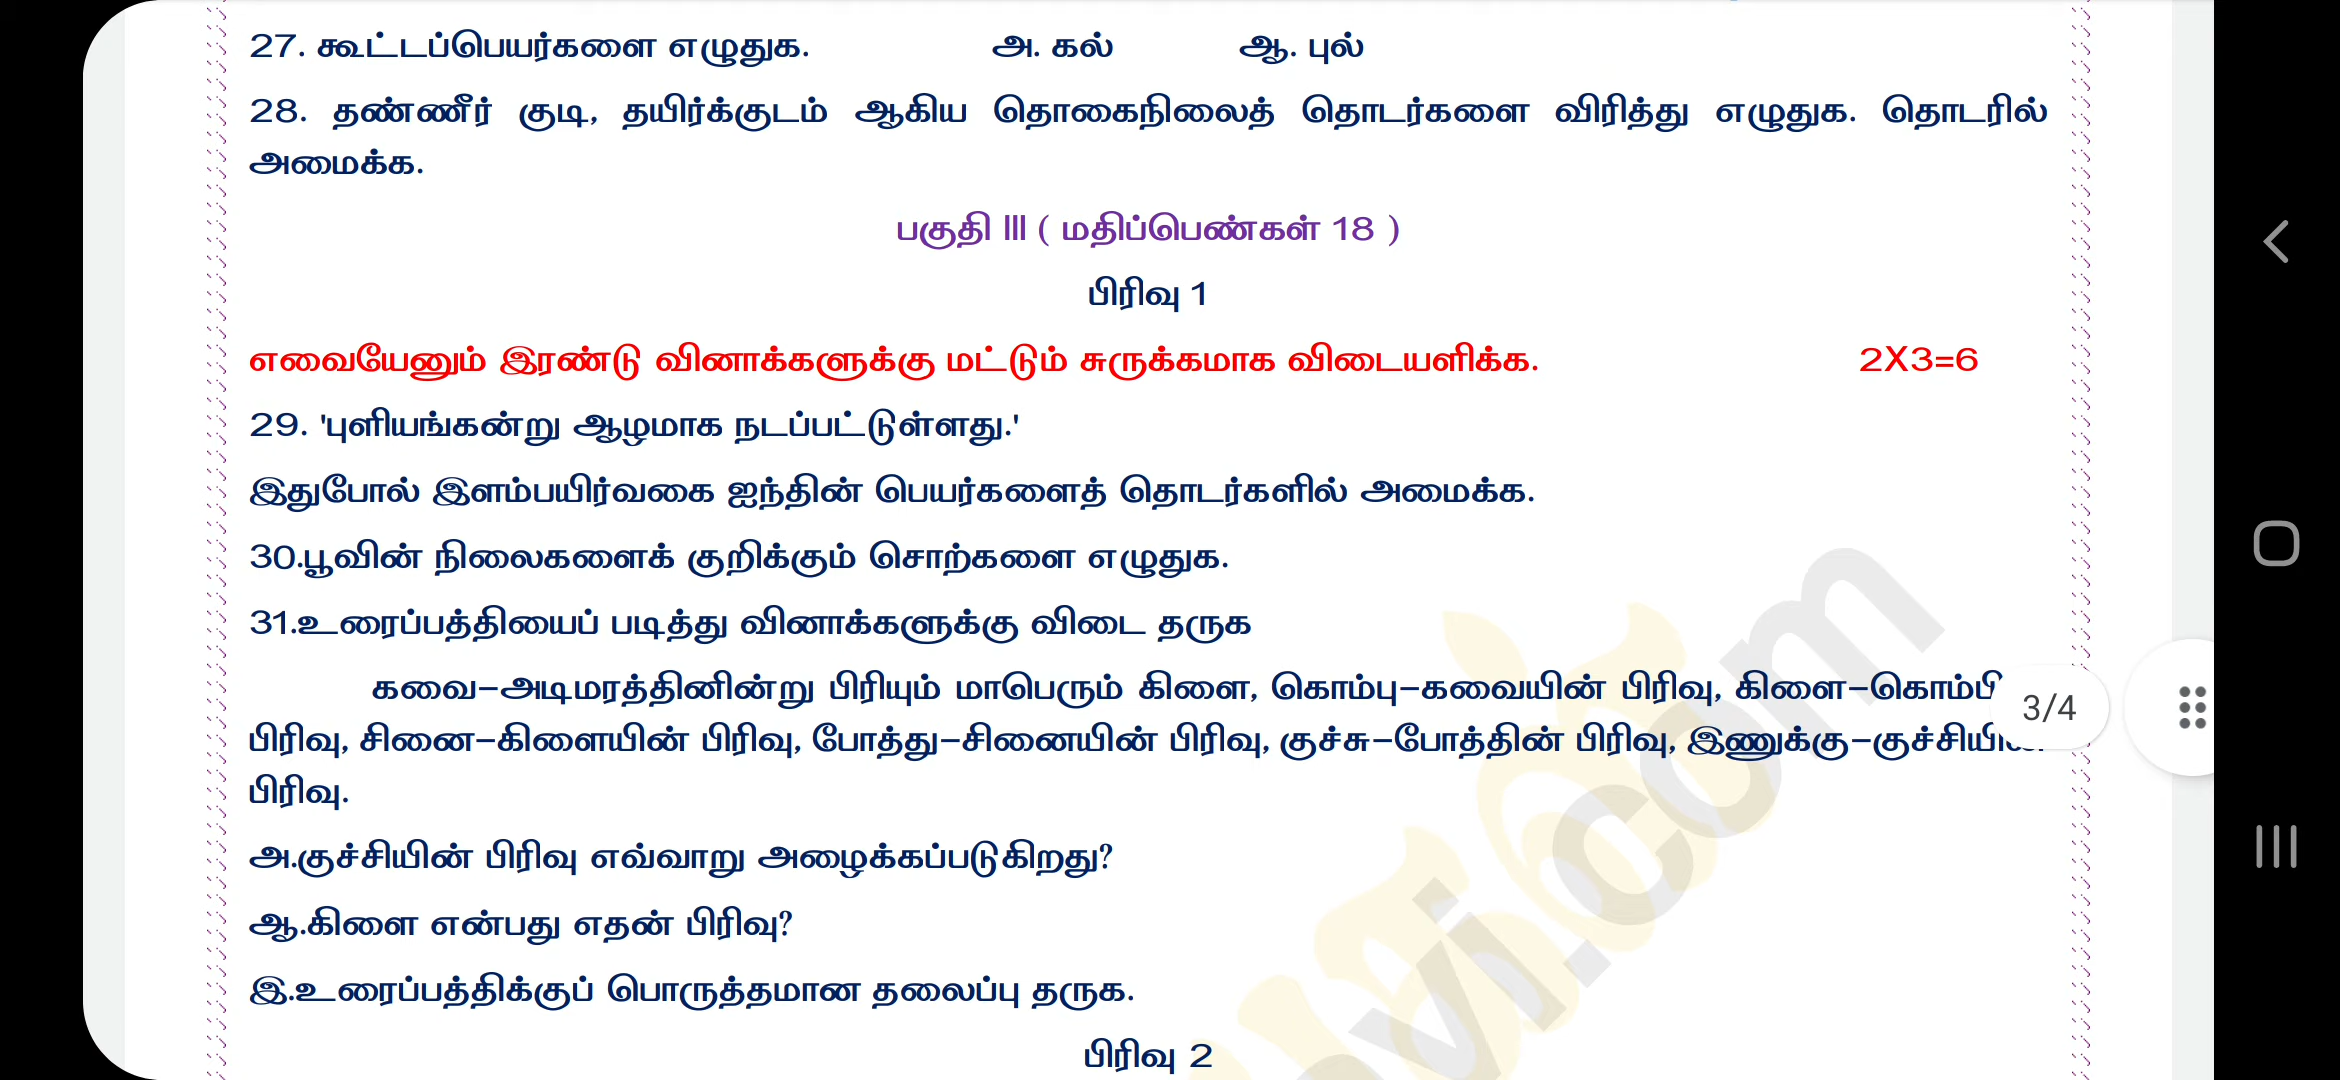 27. கூட்டப்பெயர்களை எழுதுக. அ. கல் ஆ. புல்
28. தண்ணீர் குடி, தயிர்க்குடம் ஆகிய தொகைநிலைத் தொடர்களை விரித்து எழுதுக. தொடரில்
அமைக்க.
பகுதி III ( மதிப்பெண்கள் 18 )
பிரிவு 1
எவையேனும் இரண்டு வினாக்களுக்கு மட்டும் சுருக்கமாக விடையளிக்க. 2X3=6
29. 'புளியங்கன்று ஆழமாக நடப்பட்டுள்ளது.'
இதுபோல் இளம்பயிர்வகை ஐந்தின் பெயர்களைத் தொடர்களில் அமைக்க.
30.பூவின் நிலைகளைக் குறிக்கும் சொற்களை எழுதுக.
31.உரைப்பத்தியைப் படித்து வினாக்களுக்கு விடை தருக
கவை-அடிமரத்தினின்று பிரியும் மாபெரும் கிளை, கொம்பு-கவையின் பிரிவு, கிளை-
3/4
பிரிவு, சினை-கிளையின் பிரிவு, போத்து-சினையின் பிரிவு, குச்சு-போத்தின் பிரிவு, இணுக்கு-குச்சியின்
பிரிவு.
அ.குச்சியின் பிரிவு எவ்வாறு அழைக்கப்படுகிறது?
ஆ.கிளை என்பது எதன் பிரிவு?
இ.உரைப்பத்திக்குப் பொருத்தமான தலைப்பு தருக.
பிரிவு 2
vi.com